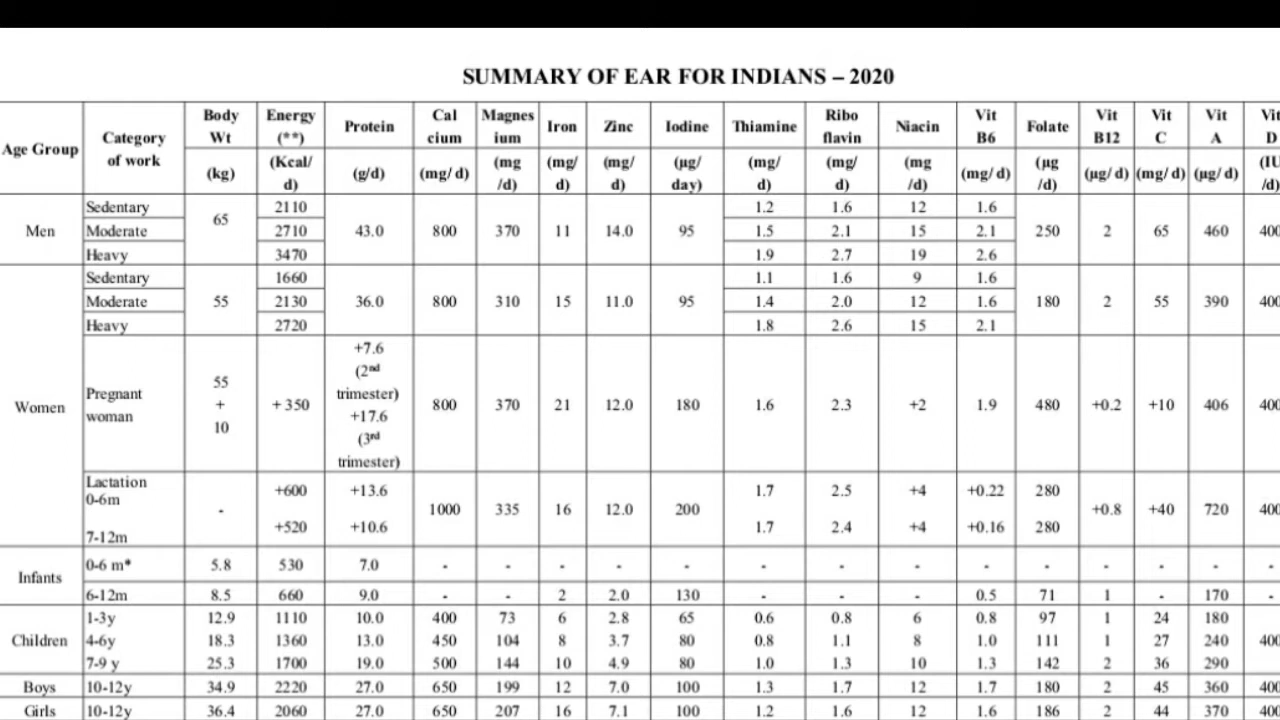 SUMMARY OF EAR FOR INDIANS – 2020
Age Group | Category of work | Body Wt (kg) | Energy (**) (Kcal/ d) | Protein (g/d) | Cal cium (mg/ d) | Magnes ium (mg /d) | Iron (mg/ d) | Zinc (mg/ d) | Iodine (µg/ day) | Thiamine (mg/ d) | Ribo flavin (mg/ d) | Niacin (mg /d) | Vit B6 (mg/ d) | Folate (µg /d) | Vit B12 (µg/ d) | Vit C (mg/ d) | Vit A (µg/ d) | Vit D (IU /d)
Men | Sedentary | 65 | 2110 | 43.0 | 800 | 370 | 11 | 14.0 | 95 | 1.2 | 1.6 | 12 | 1.6 | 250 | 2 | 65 | 460 | 400
Moderate | 2710 | 1.5 | 2.1 | 15 | 2.1
Heavy | 3470 | 1.9 | 2.7 | 19 | 2.6
Women | Sedentary | 55 | 1660 | 36.0 | 800 | 310 | 15 | 11.0 | 95 | 1.1 | 1.6 | 9 | 1.6 | 180 | 2 | 55 | 390 | 400
Moderate | 2130 | 1.4 | 2.0 | 12 | 1.6
Heavy | 2720 | 1.8 | 2.6 | 15 | 2.1
Pregnant woman | 55 + 10 | + 350 | +7.6 (2nd trimester) +17.6 (3rd trimester) | 800 | 370 | 21 | 12.0 | 180 | 1.6 | 2.3 | +2 | 1.9 | 480 | +0.2 | +10 | 406 | 400
Lactation 0-6m | - | +600 | +13.6 | 1000 | 335 | 16 | 12.0 | 200 | 1.7 | 2.5 | +4 | +0.22 | 280 | +0.8 | +40 | 720 | 400
7-12m | +520 | +10.6 | 1.7 | 2.4 | +4 | +0.16 | 280
Infants | 0-6 m* | 5.8 | 530 | 7.0 | - | - | - | - | - | - | - | - | - | - | - | - | - | -
6-12m | 8.5 | 660 | 9.0 | - | - | 2 | 2.0 | 130 | - | - | - | 0.5 | 71 | 1 | - | 170 | -
Children | 1-3y | 12.9 | 1110 | 10.0 | 400 | 73 | 6 | 2.8 | 65 | 0.6 | 0.8 | 6 | 0.8 | 97 | 1 | 24 | 180
4-6y | 18.3 | 1360 | 13.0 | 450 | 104 | 8 | 3.7 | 80 | 0.8 | 1.1 | 8 | 1.0 | 111 | 1 | 27 | 240 | 400
7-9 y | 25.3 | 1700 | 19.0 | 500 | 144 | 10 | 4.9 | 80 | 1.0 | 1.3 | 10 | 1.3 | 142 | 2 | 36 | 290
Boys | 10-12y | 34.9 | 2220 | 27.0 | 650 | 199 | 12 | 7.0 | 100 | 1.3 | 1.7 | 12 | 1.7 | 180 | 2 | 45 | 360 | 400
Girls | 10-12y | 36.4 | 2060 | 27.0 | 650 | 207 | 16 | 7.1 | 100 | 1.2 | 1.6 | 12 | 1.6 | 186 | 2 | 44 | 370 | 400